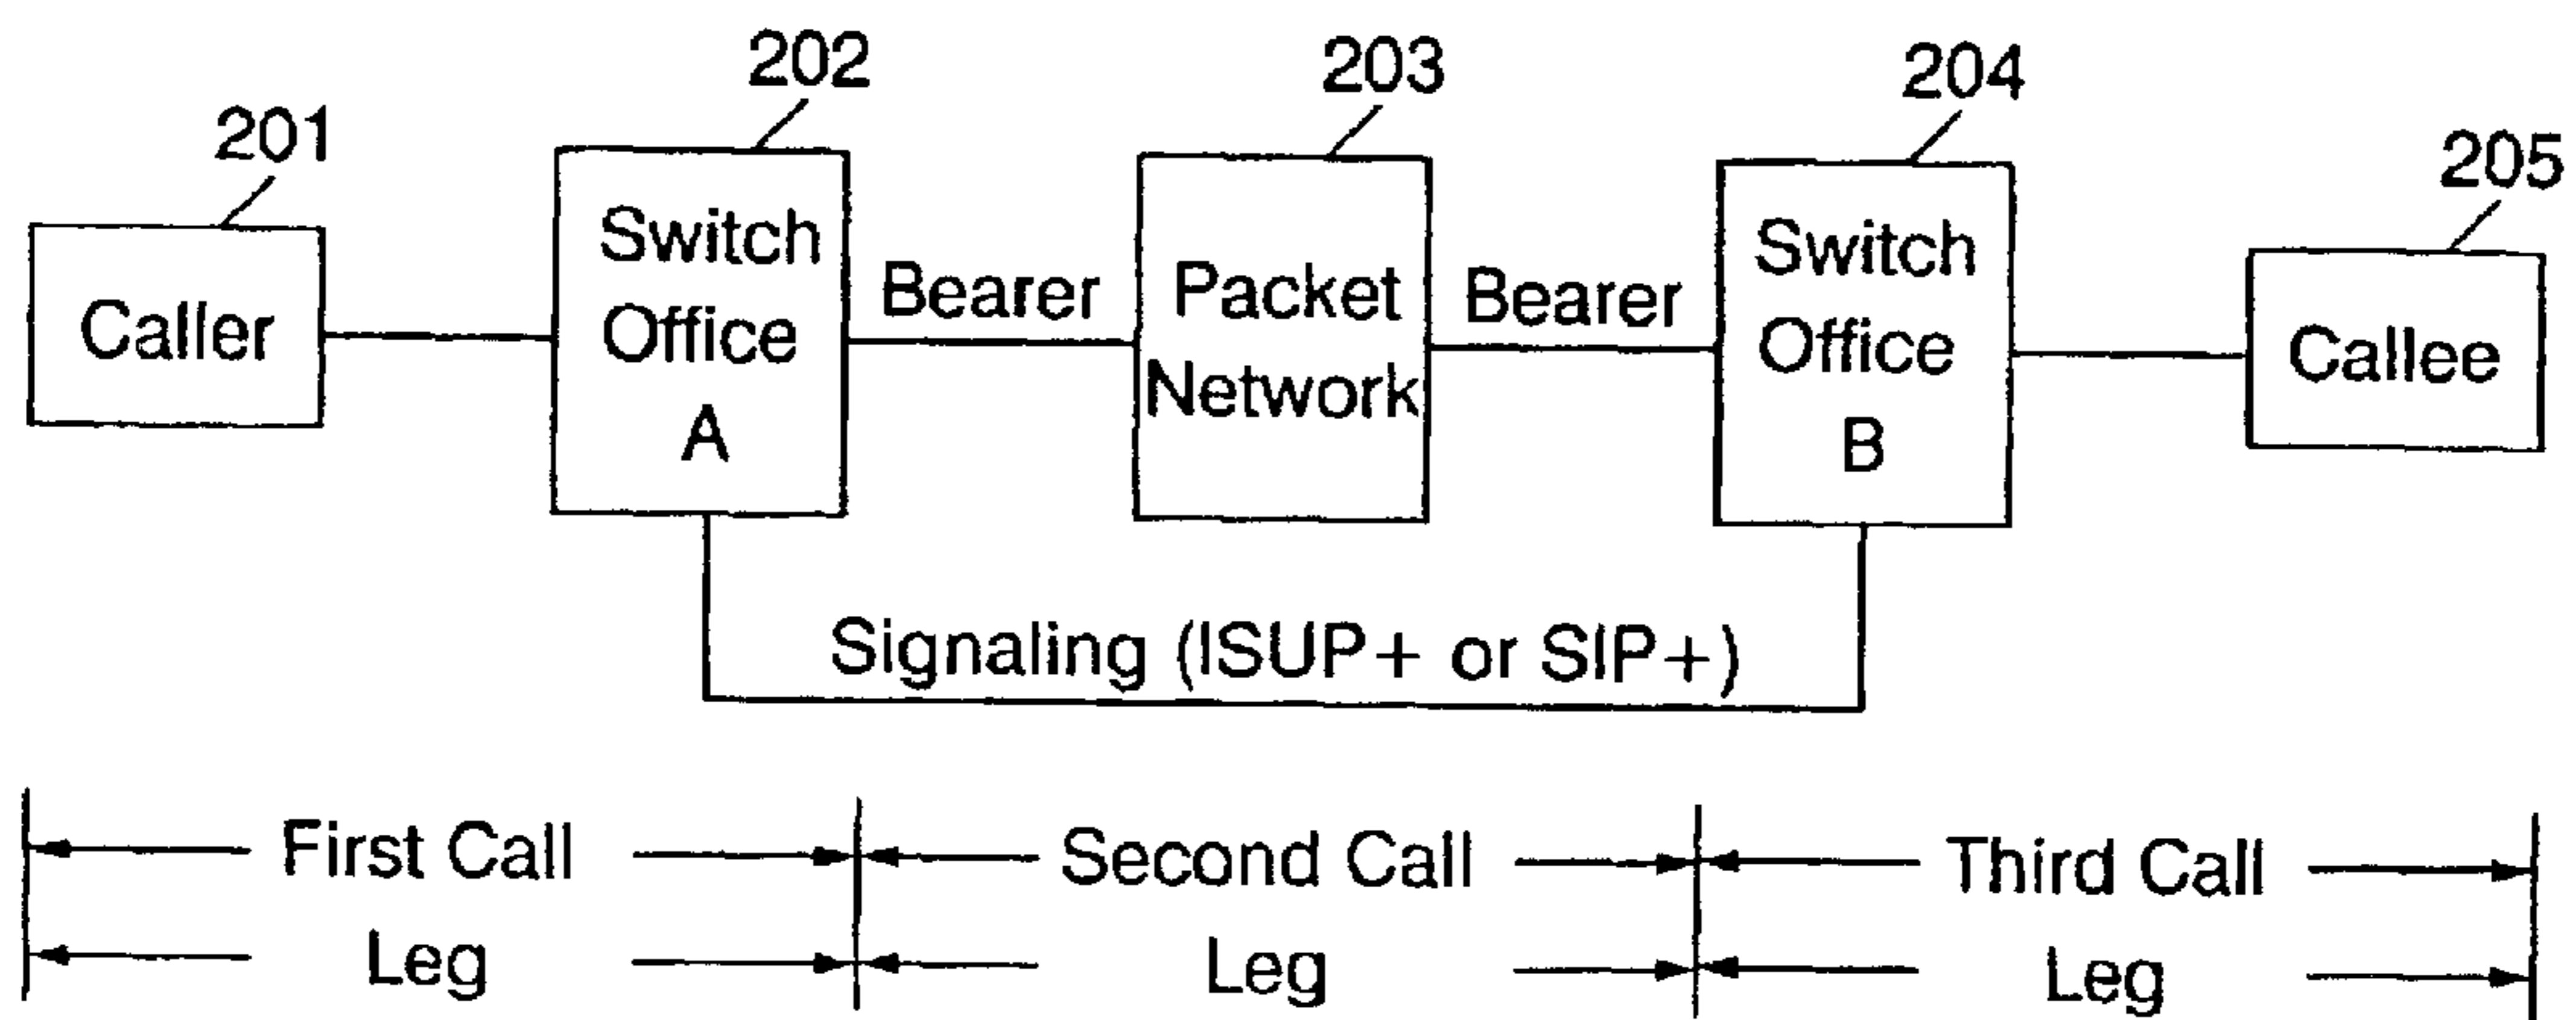 201
202
203
204
205
Caller
Switch
Office
A
Bearer
Packet
Network
Bearer
Switch
Office
B
Callee
Signaling (ISUP+ or SIP+)
First Call
Leg
Second Call
Leg
Third Call
Leg